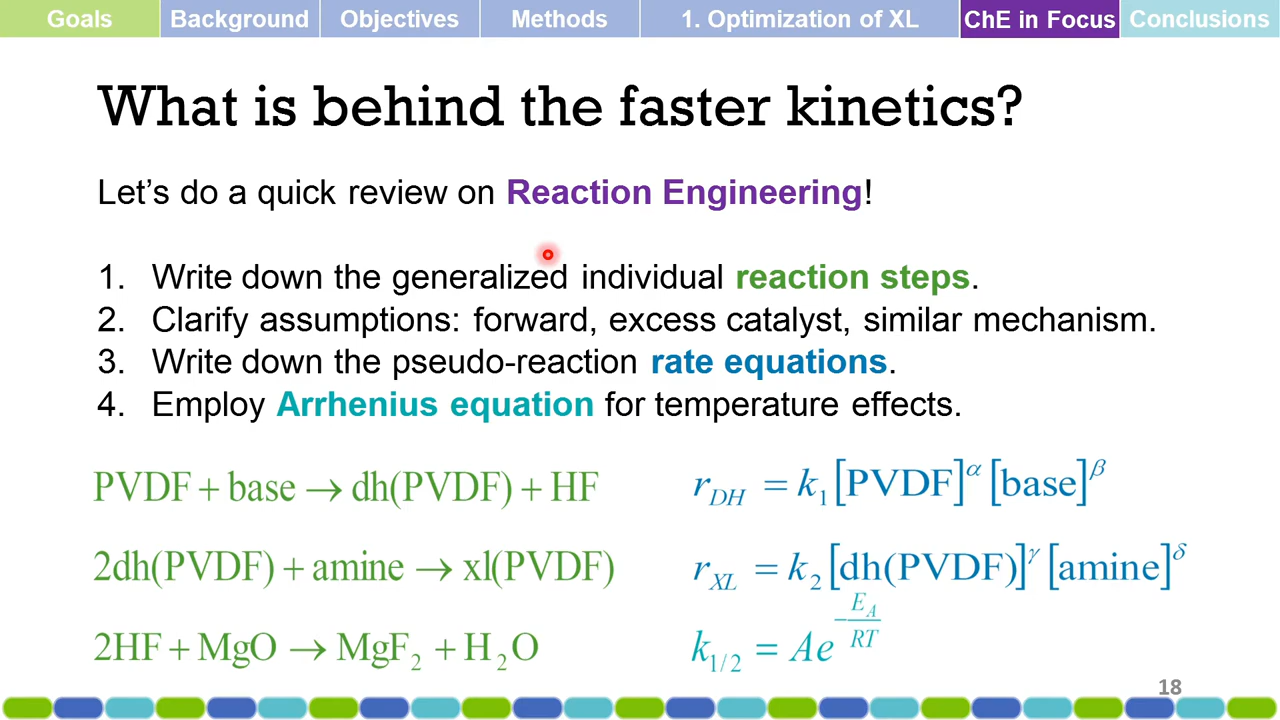 Goals Background Objectives Methods 1. Optimization of XL ChE in Focus Conclusions
What is behind the faster kinetics?
Let's do a quick review on Reaction Engineering!
1. Write down the generalized individual reaction steps.
2. Clarify assumptions: forward, excess catalyst, similar mechanism.
3. Write down the pseudo-reaction rate equations.
4. Employ Arrhenius equation for temperature effects.
PVDF + base → dh(PVDF) + HF
r_DH = k_1 [PVDF]^α [base]^β
2dh(PVDF) + amine → xl(PVDF)
r_XL = k_2 [dh(PVDF)]^γ [amine]^δ
2HF + MgO → MgF₂ + H₂O
k_1/2 = Ae^(-E_A/RT)
18